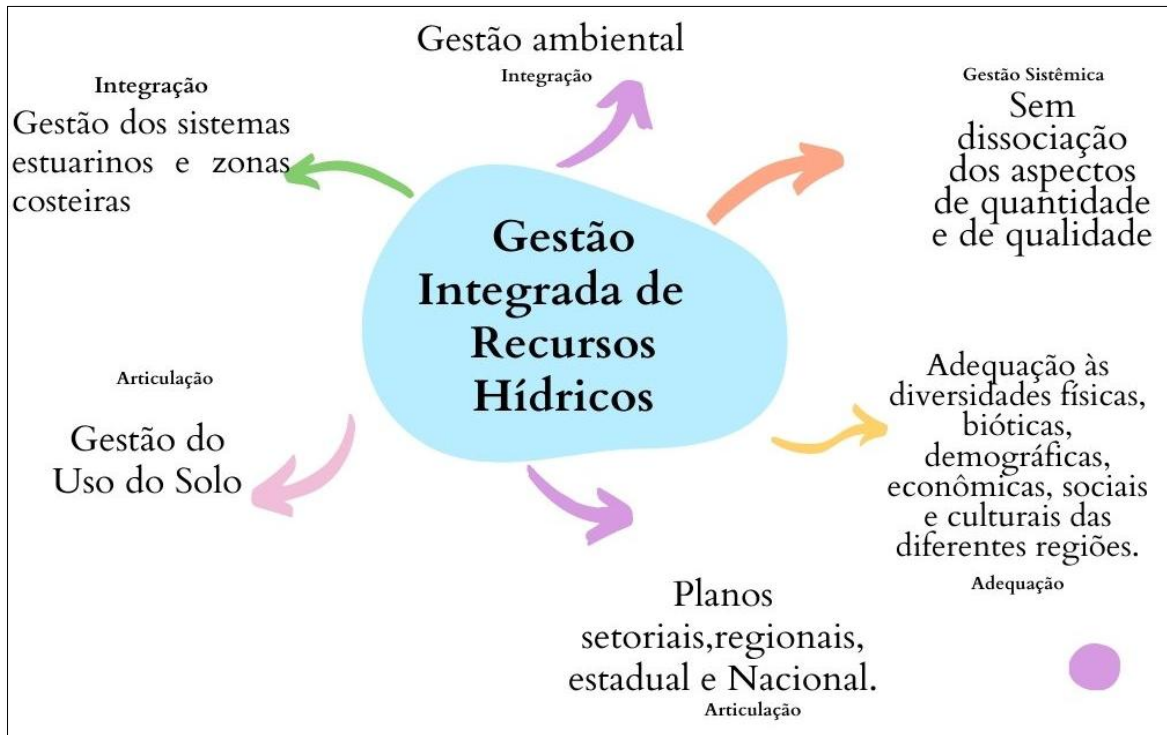 Gestão ambiental
Integração
Integração
Gestão dos sistemas
estuarinos e zonas
costeiras
Gestão Sistêmica
Sem
dissociação
dos aspectos
de quantidade
e de qualidade
Gestão
Integrada de
Recursos
Hídricos
Articulação
Gestão do
Uso do Solo
Adequação às
diversidades físicas,
bióticas,
demográficas,
econômicas, sociais
e culturais das
diferentes regiões.
Adequação
Planos
setoriais,regionais,
estadual e Nacional.
Articulação